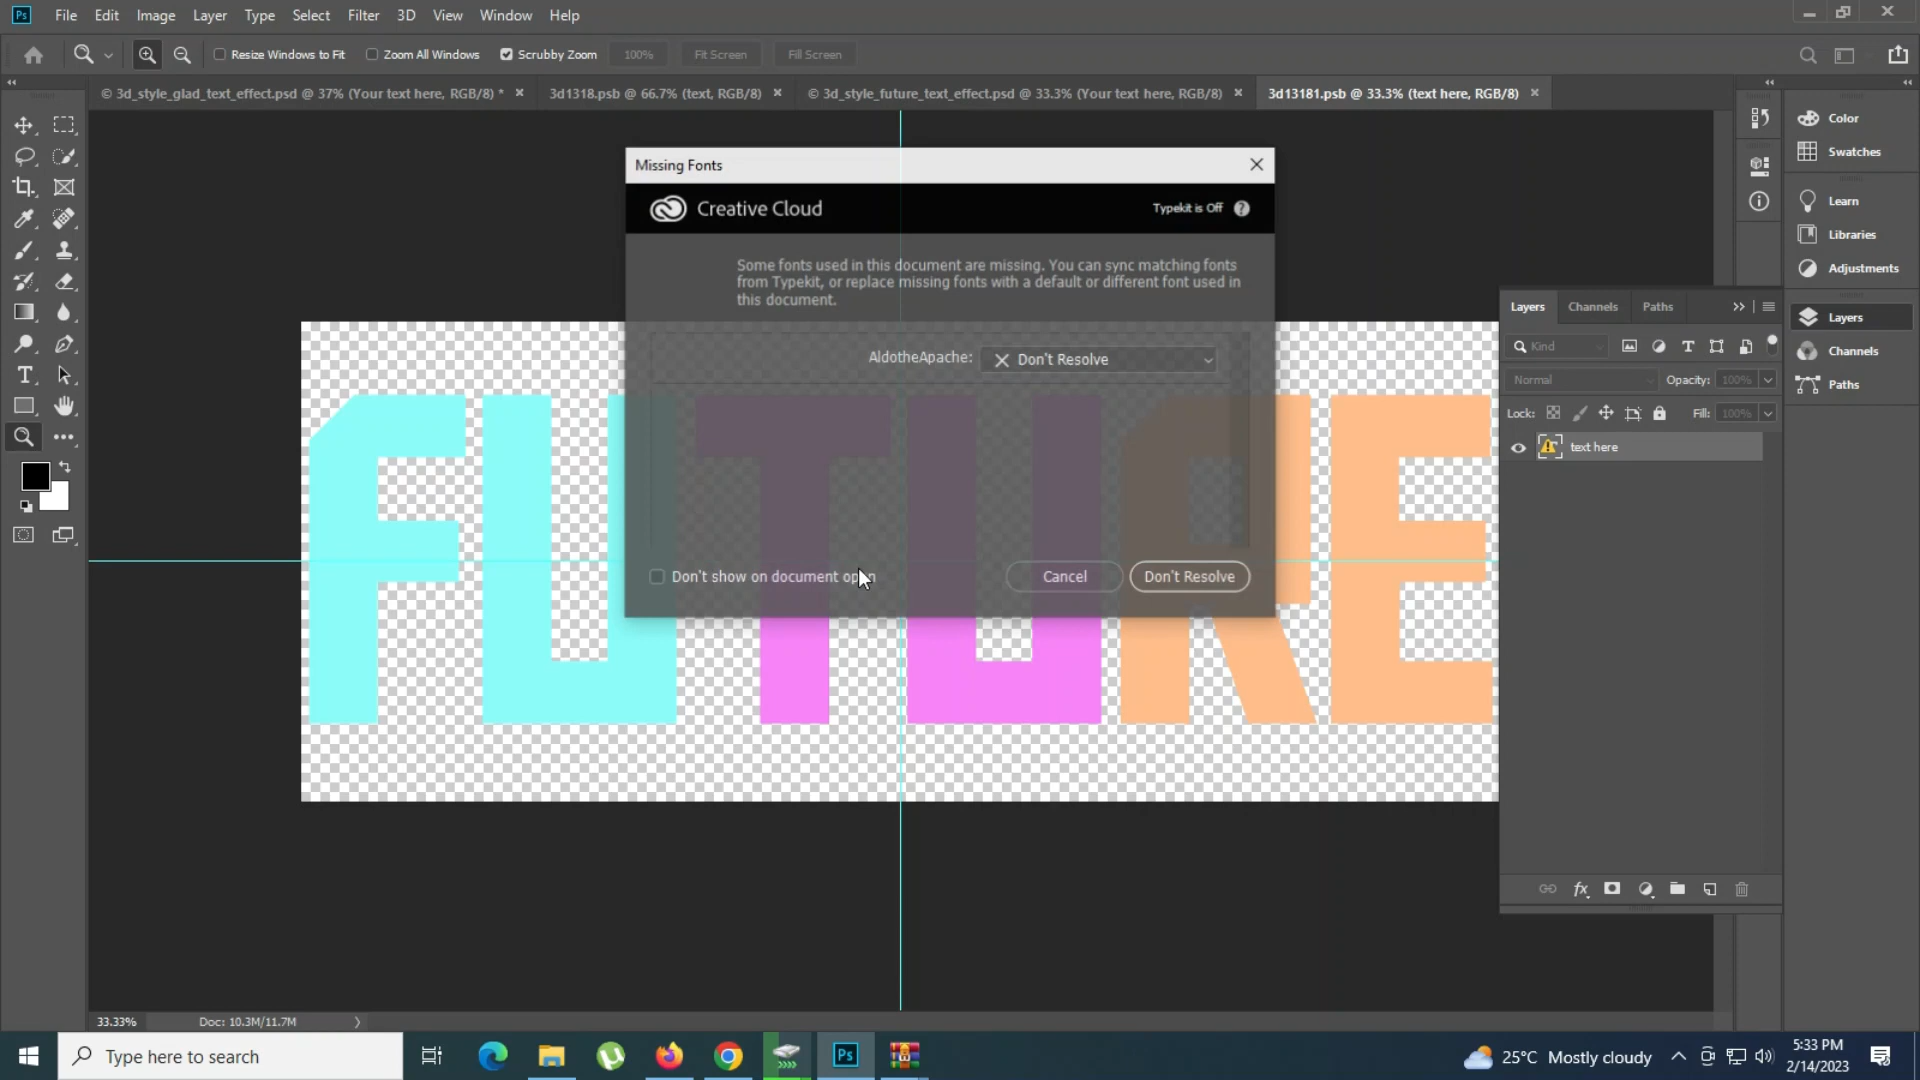 Ps File Edit Image Layer Type Select Filter 3D View Window Help
Resize Windows to Fit Zoom All Windows Scrubby Zoom 100% Fit Screen Fill Screen
© 3d_style_glad_text_effect.psd @ 37% (Your text here, RGB/8) * 3d1318.psb @ 66.7% (text, RGB/8) © 3d_style_future_text_effect.psd @ 33.3% (Your text here, RGB/8) 3d13181.psb @ 33.3% (text here, RGB/8)
Missing Fonts
Creative Cloud
Typekit is Off
Some fonts used in this document are missing. You can sync matching fonts
from Typekit, or replace missing fonts with a default or different font used in
this document.
AldotheApache: Don't Resolve
Don't show on document open
Cancel Don't Resolve
FUTURE
Color
Swatches
Learn
Libraries
Adjustments
Layers
Channels
Paths
Layers Channels Paths
Kind
Normal Opacity: 100%
Lock: Fill: 100%
text here
fx
33.33% Doc: 10.3M/11.7M
Type here to search
Ps
25°C Mostly cloudy
5:33 PM
2/14/2023